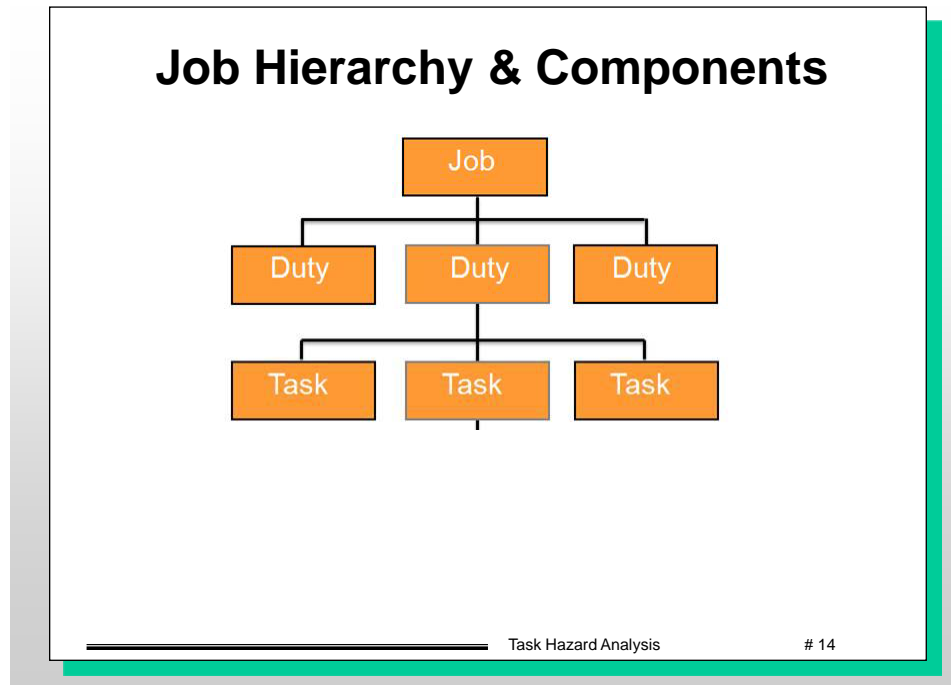 Job Hierarchy & Components
Job
Duty Duty Duty
Task Task Task
Task Hazard Analysis # 14